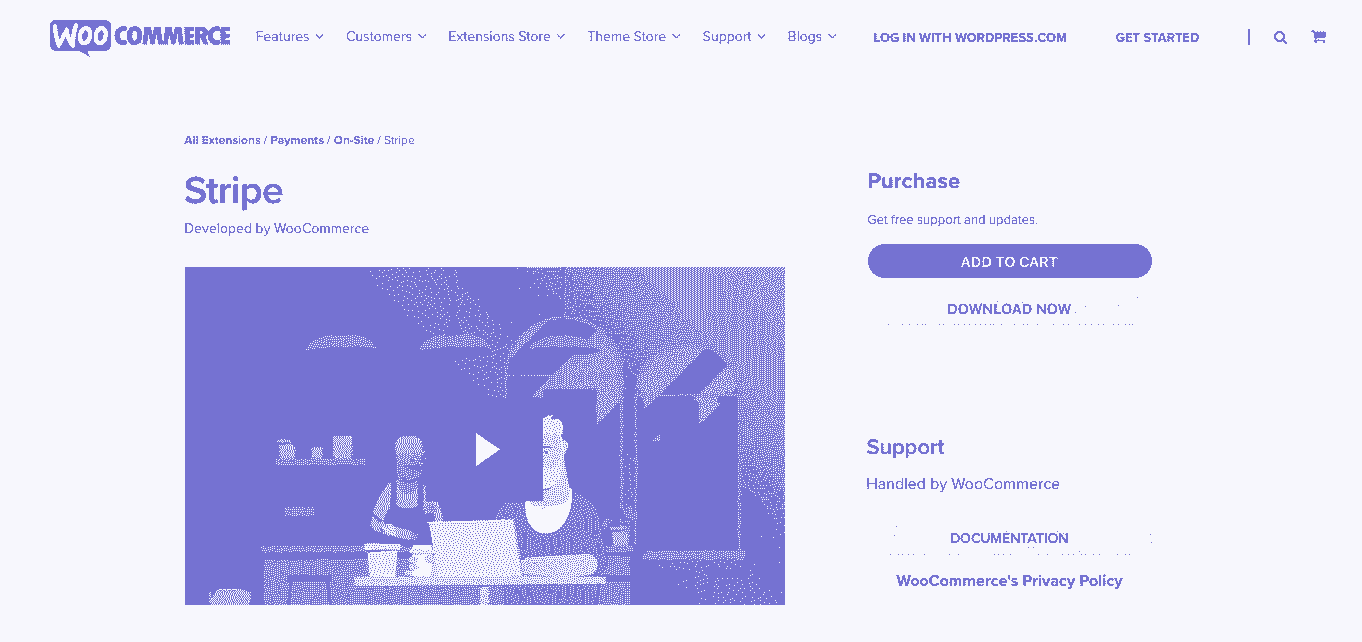 WOO COMMERCE Features Customers Extensions Store Theme Store Support Blogs LOG IN WITH WORDPRESS.COM GET STARTED
All Extensions / Payments / On-Site / Stripe
Stripe
Developed by WooCommerce
Purchase
Get free support and updates.
ADD TO CART
DOWNLOAD NOW
Support
Handled by WooCommerce
DOCUMENTATION
WooCommerce's Privacy Policy